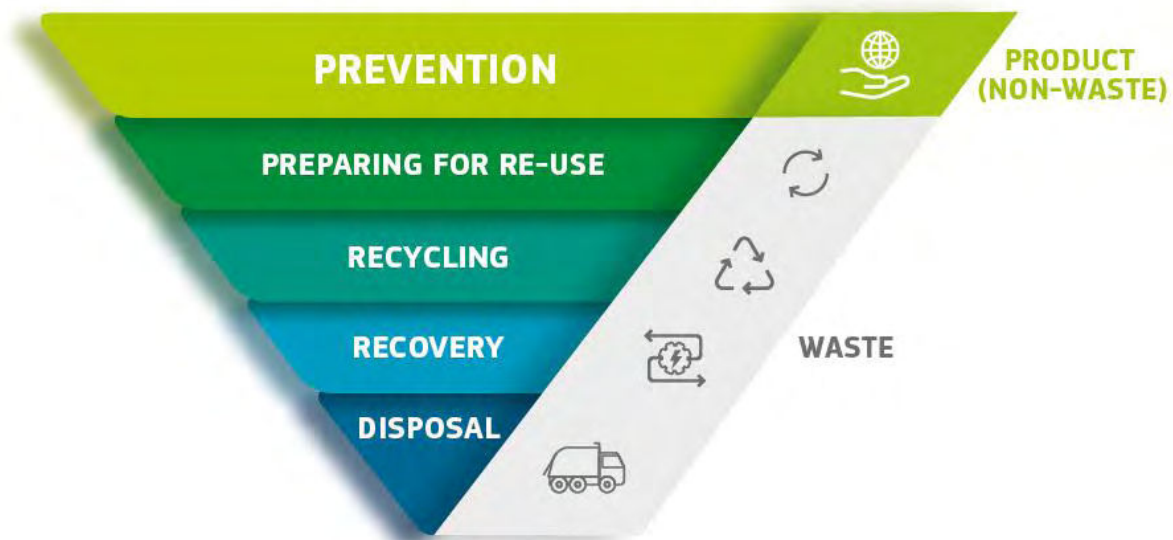 PREVENTION
PRODUCT
(NON-WASTE)
PREPARING FOR RE-USE
RECYCLING
RECOVERY
WASTE
DISPOSAL